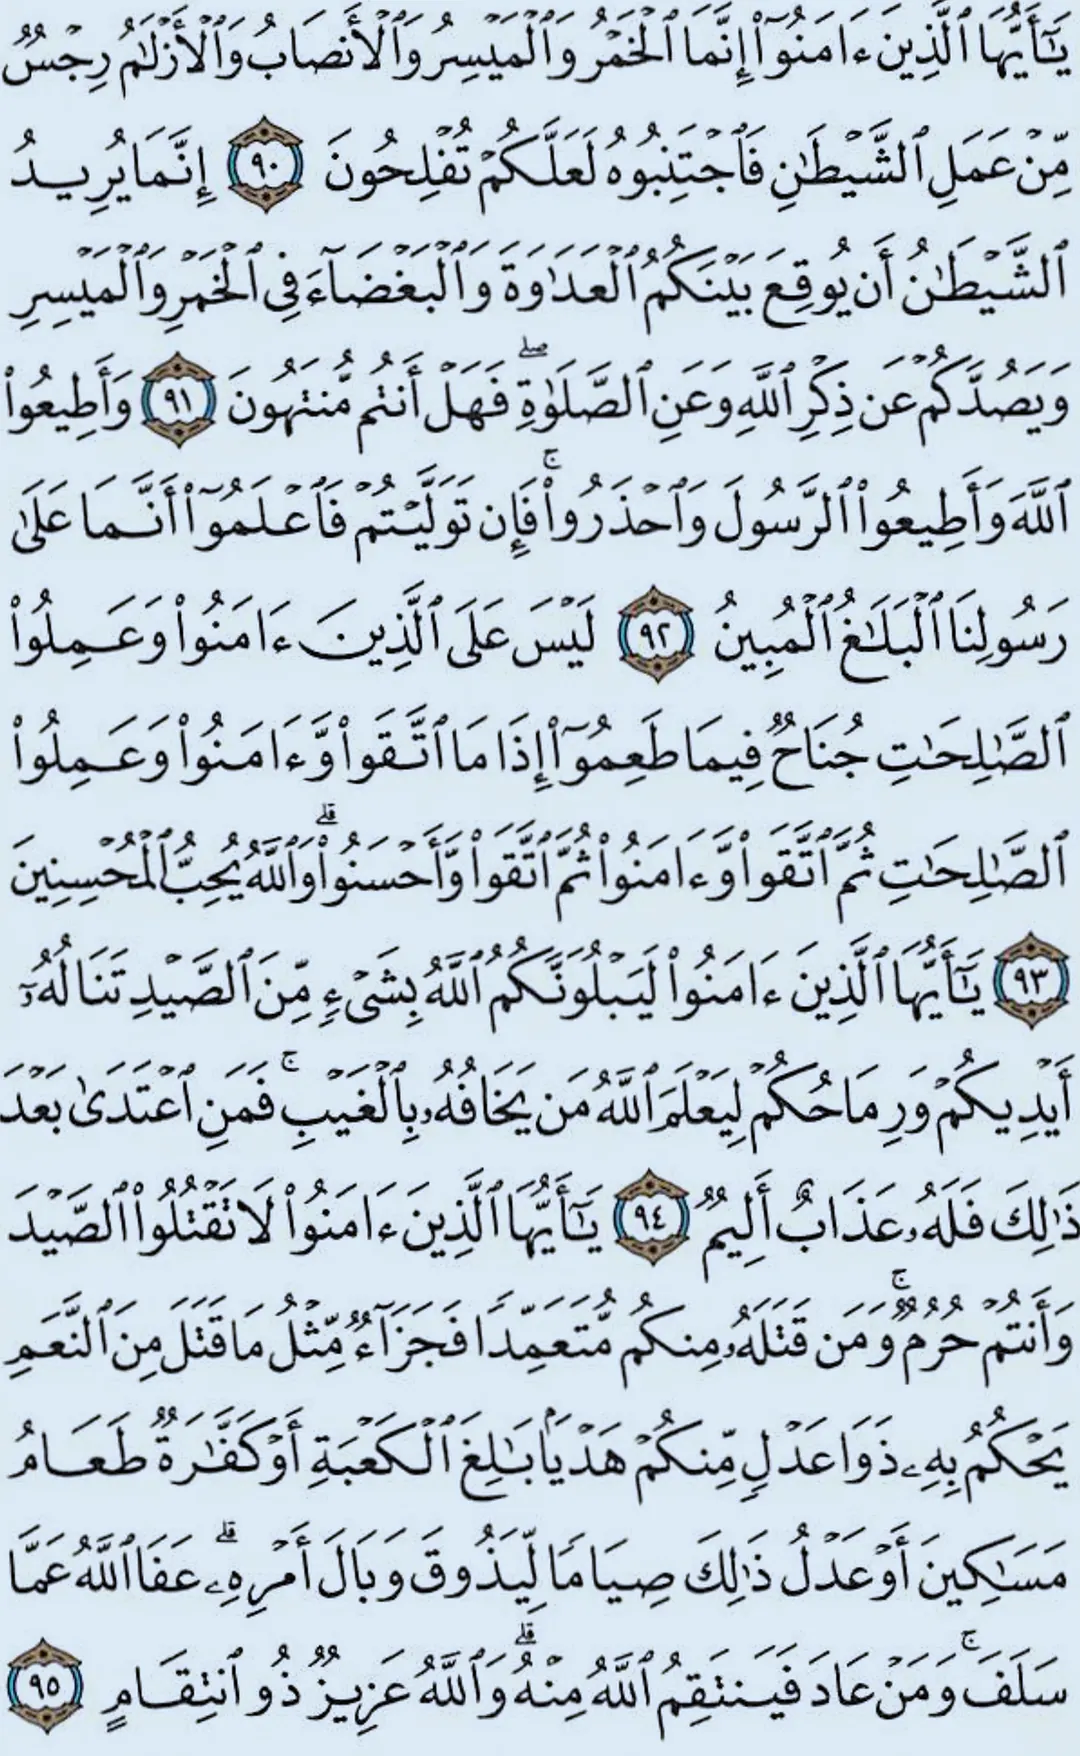 يَـٰٓأَيُّهَا ٱلَّذِينَ ءَامَنُوٓا۟ إِنَّمَا ٱلْخَمْرُ وَٱلْمَيْسِرُ وَٱلْأَنصَابُ وَٱلْأَزْلَـٰمُ رِجْسٌ
مِّنْ عَمَلِ ٱلشَّيْطَـٰنِ فَٱجْتَنِبُوهُ لَعَلَّكُمْ تُفْلِحُونَ ٩٠ إِنَّمَا يُرِيدُ
ٱلشَّيْطَـٰنُ أَن يُوقِعَ بَيْنَكُمُ ٱلْعَدَٰوَةَ وَٱلْبَغْضَآءَ فِى ٱلْخَمْرِ وَٱلْمَيْسِرِ
وَيَصُدَّكُمْ عَن ذِكْرِ ٱللَّهِ وَعَنِ ٱلصَّلَوٰةِ ۖ فَهَلْ أَنتُم مُّنتَهُونَ ٩١ وَأَطِيعُوا۟
ٱللَّهَ وَأَطِيعُوا۟ ٱلرَّسُولَ وَٱحْذَرُوا۟ ۚ فَإِن تَوَلَّيْتُمْ فَٱعْلَمُوٓا۟ أَنَّمَا عَلَىٰ
رَسُولِنَا ٱلْبَلَـٰغُ ٱلْمُبِينُ ٩٢ لَيْسَ عَلَى ٱلَّذِينَ ءَامَنُوا۟ وَعَمِلُوا۟
ٱلصَّـٰلِحَـٰتِ جُنَاحٌ فِيمَا طَعِمُوٓا۟ إِذَا مَا ٱتَّقَوا۟ وَّءَامَنُوا۟ وَعَمِلُوا۟
ٱلصَّـٰلِحَـٰتِ ثُمَّ ٱتَّقَوا۟ وَّءَامَنُوا۟ ثُمَّ ٱتَّقَوا۟ وَّأَحْسَنُوا۟ ۗ وَٱللَّهُ يُحِبُّ ٱلْمُحْسِنِينَ
٩٣ يَـٰٓأَيُّهَا ٱلَّذِينَ ءَامَنُوا۟ لَيَبْلُوَنَّكُمُ ٱللَّهُ بِشَىْءٍ مِّنَ ٱلصَّيْدِ تَنَالُهُۥٓ
أَيْدِيكُمْ وَرِمَاحُكُمْ لِيَعْلَمَ ٱللَّهُ مَن يَخَافُهُۥ بِٱلْغَيْبِ ۚ فَمَنِ ٱعْتَدَىٰ بَعْدَ
ذَٰلِكَ فَلَهُۥ عَذَابٌ أَلِيمٌ ٩٤ يَـٰٓأَيُّهَا ٱلَّذِينَ ءَامَنُوا۟ لَا تَقْتُلُوا۟ ٱلصَّيْدَ
وَأَنتُمْ حُرُمٌ ۚ وَمَن قَتَلَهُۥ مِنكُم مُّتَعَمِّدًا فَجَزَآءٌ مِّثْلُ مَا قَتَلَ مِنَ ٱلنَّعَمِ
يَحْكُمُ بِهِۦ ذَوَا عَدْلٍ مِّنكُمْ هَدْيًۢا بَـٰلِغَ ٱلْكَعْبَةِ أَوْ كَفَّـٰرَةٌ طَعَامُ
مَسَـٰكِينَ أَوْ عَدْلُ ذَٰلِكَ صِيَامًا لِّيَذُوقَ وَبَالَ أَمْرِهِۦ ۗ عَفَا ٱللَّهُ عَمَّا
سَلَفَ ۚ وَمَنْ عَادَ فَيَنتَقِمُ ٱللَّهُ مِنْهُ ۗ وَٱللَّهُ عَزِيزٌ ذُو ٱنتِقَامٍ ٩٥